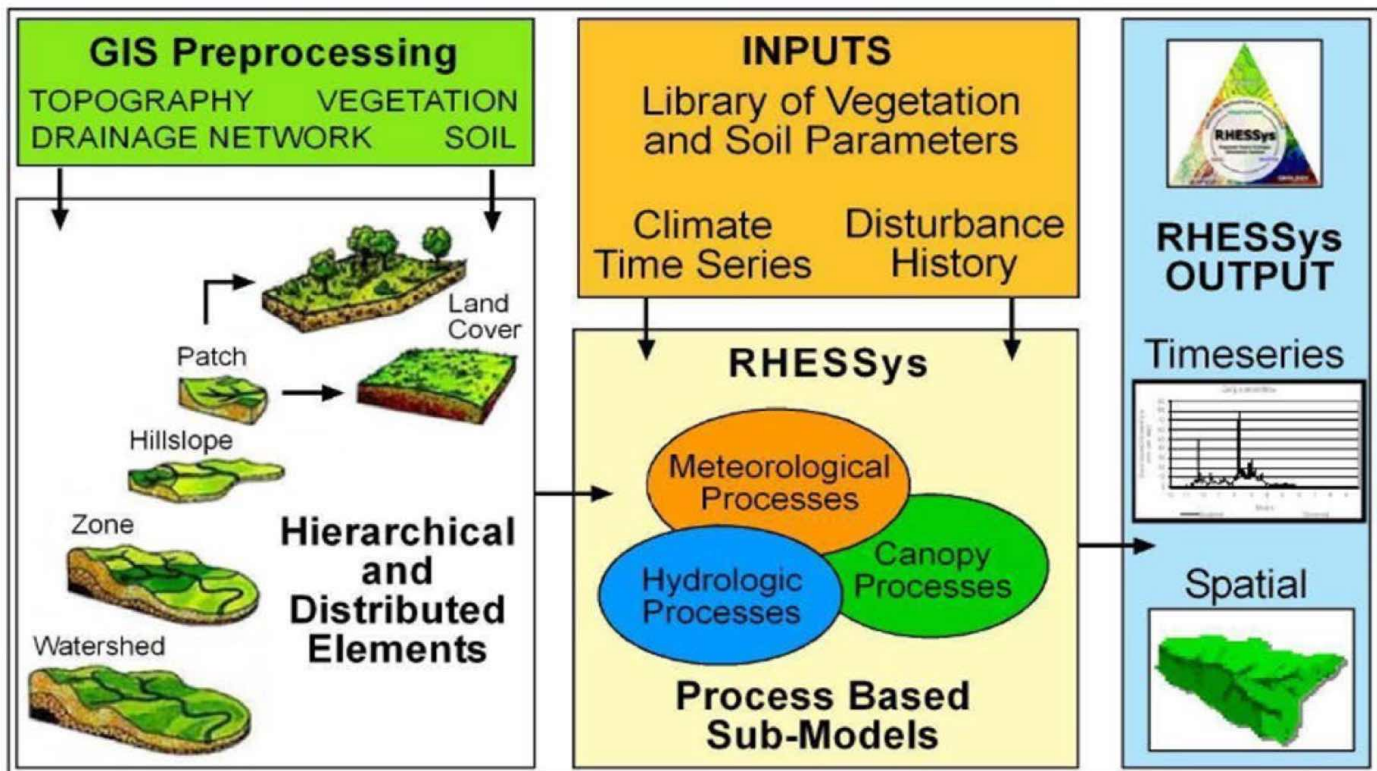 GIS Preprocessing
TOPOGRAPHY VEGETATION
DRAINAGE NETWORK SOIL
Land
Cover
Patch
Hillslope
Zone
Watershed
Hierarchical
and
Distributed
Elements
INPUTS
Library of Vegetation
and Soil Parameters
Climate
Time Series
Disturbance
History
RHESSys
Meteorological
Processes
Hydrologic
Processes
Canopy
Processes
Process Based
Sub-Models
RHESSys
RHESSys
OUTPUT
Timeseries
Spatial